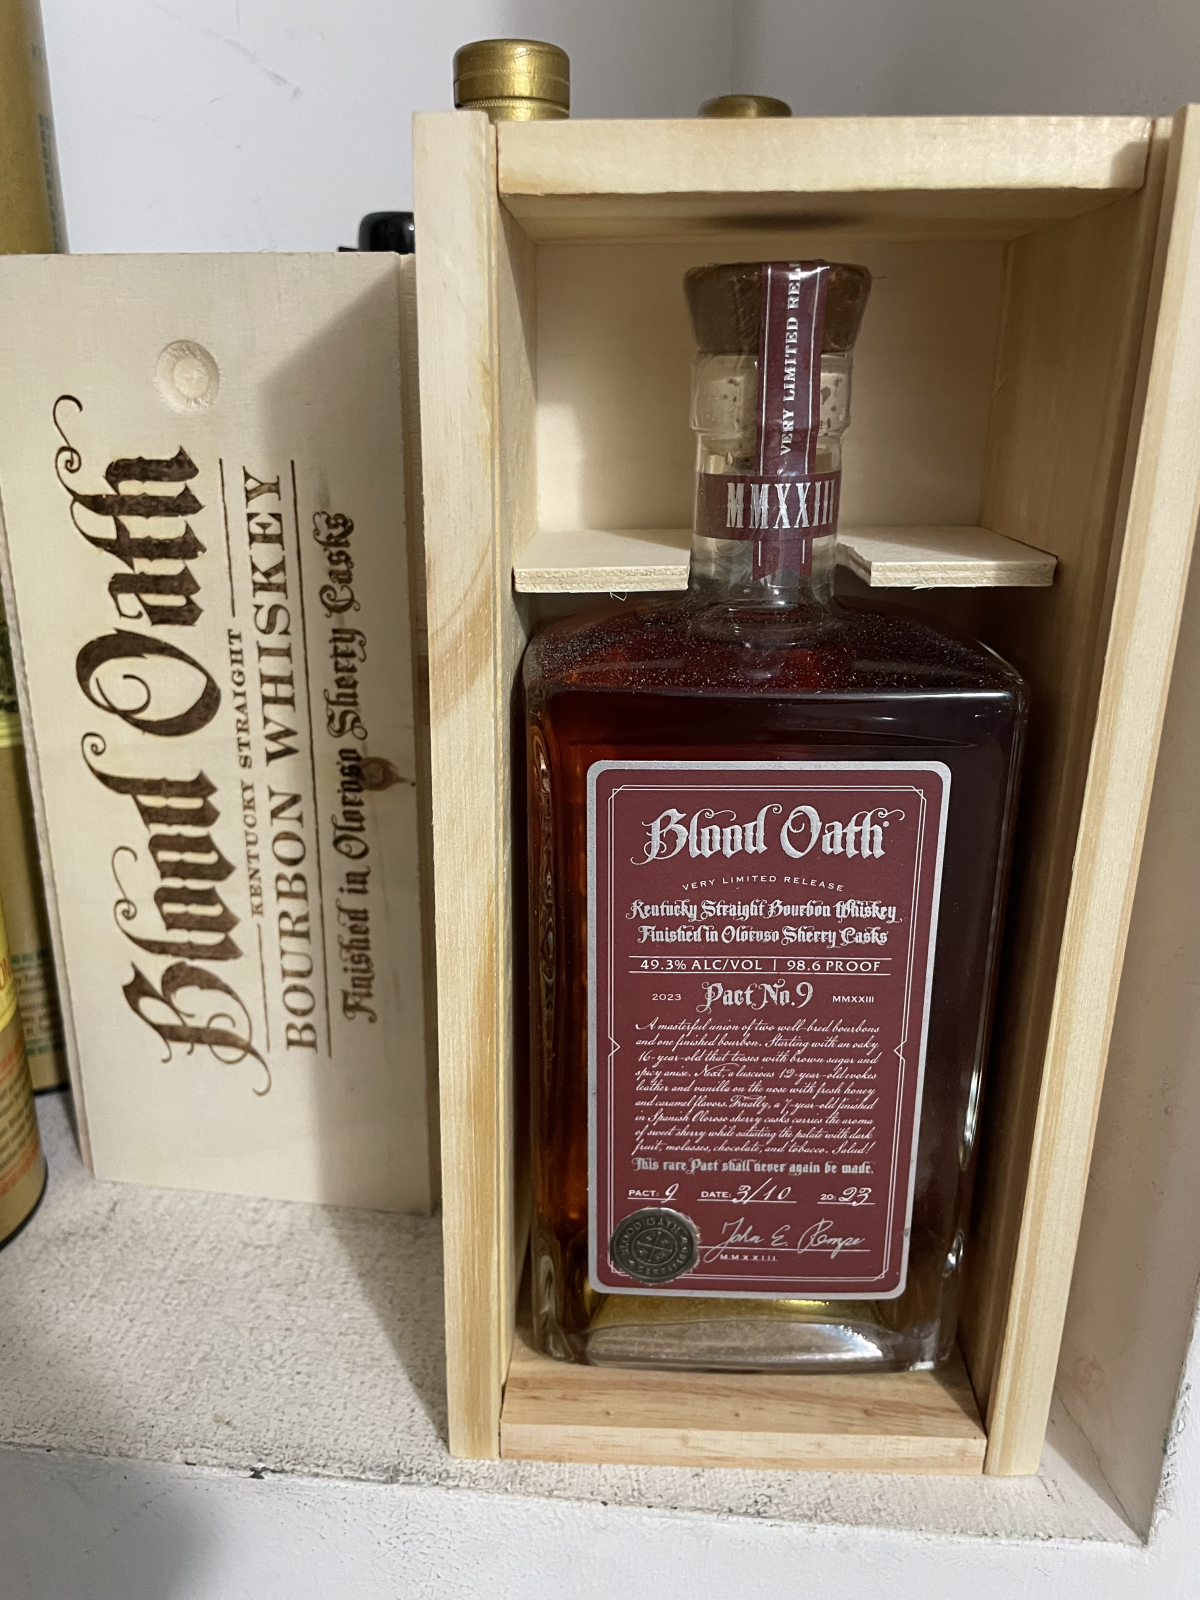 Blood Oath
KENTUCKY STRAIGHT
BOURBON WHISKEY
Finished in Oloroso Sherry Casks
VERY LIMITED REL
MMXXIII
Blood Oath
VERY LIMITED RELEASE
Kentucky Straight Bourbon Whiskey
Finished in Oloroso Sherry Casks
49.3% ALC/VOL | 98.6 PROOF
2023 Pact No.9 MMXXIII
A masterful union of two well-bred bourbons
and one finished bourbon. Starting with an oaky
16-year-old that teases with brown sugar and
spicy anise. Next, a luscious 12-year-old evokes
leather and vanilla on the nose with fresh honey
and caramel flavors. Finally, a 7-year-old finished
in Spanish Oloroso sherry casks carries the aroma
of sweet sherry while satiating the palate with dark
fruit, molasses, chocolate, and tobacco. Salud!
This rare Pact shall never again be made.
PACT: 9 DATE: 3/10 20: 23
John E. Rempe
M.M.X.X.I.I.I.
BLOOD OATH